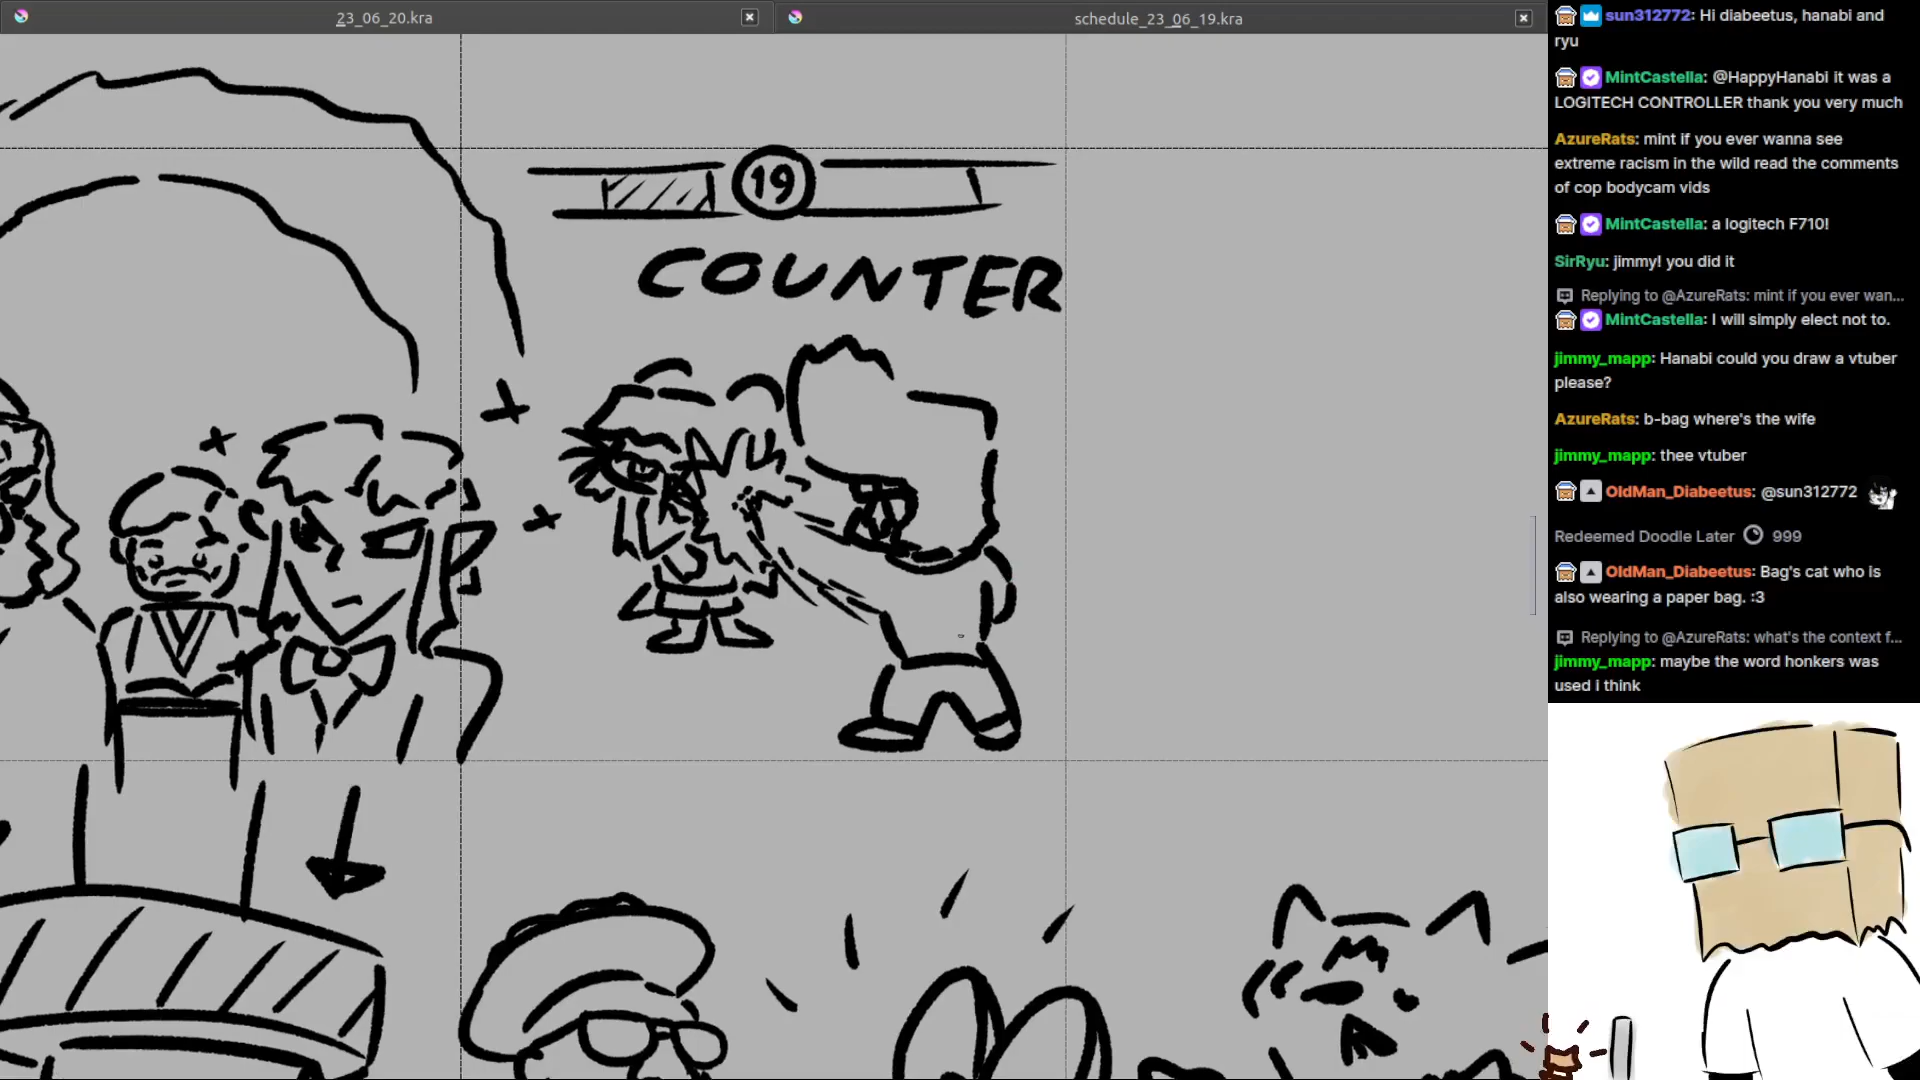 23_06_20.kra
schedule_23_06_19.kra
19
COUNTER
sun312772: Hi diabeetus, hanabi and
ryu
MintCastella: @HappyHanabi it was a
LOGITECH CONTROLLER thank you very much
AzureRats: mint if you ever wanna see
extreme racism in the wild read the comments
of cop bodycam vids
MintCastella: a logitech F710!
SirRyu: jimmy! you did it
Replying to @AzureRats: mint if you ever wan...
MintCastella: I will simply elect not to.
jimmy_mapp: Hanabi could you draw a vtuber
please?
AzureRats: b-bag where's the wife
jimmy_mapp: thee vtuber
OldMan_Diabeetus: @sun312772
Redeemed Doodle Later 999
OldMan_Diabeetus: Bag's cat who is
also wearing a paper bag. :3
Replying to @AzureRats: what's the context f...
jimmy_mapp: maybe the word honkers was
used i think